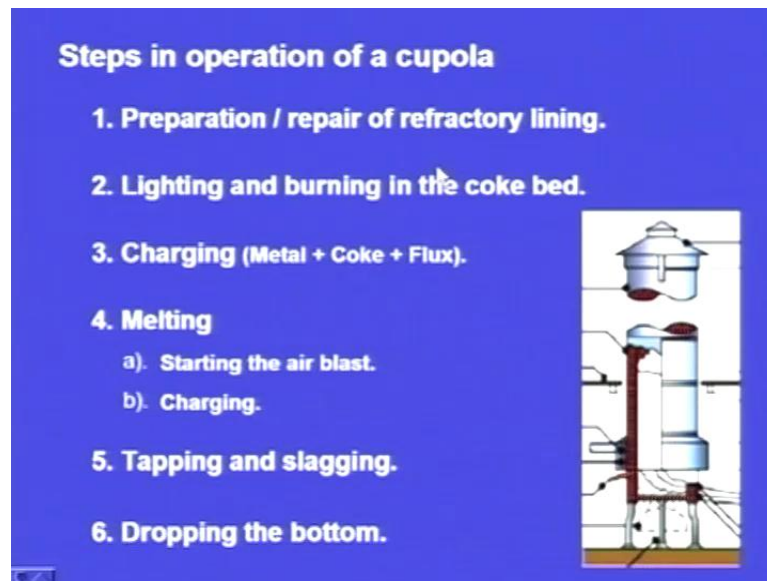 Steps in operation of a cupola
1. Preparation / repair of refractory lining.
2. Lighting and burning in the coke bed.
3. Charging (Metal + Coke + Flux).
4. Melting
a). Starting the air blast.
b). Charging.
5. Tapping and slagging.
6. Dropping the bottom.